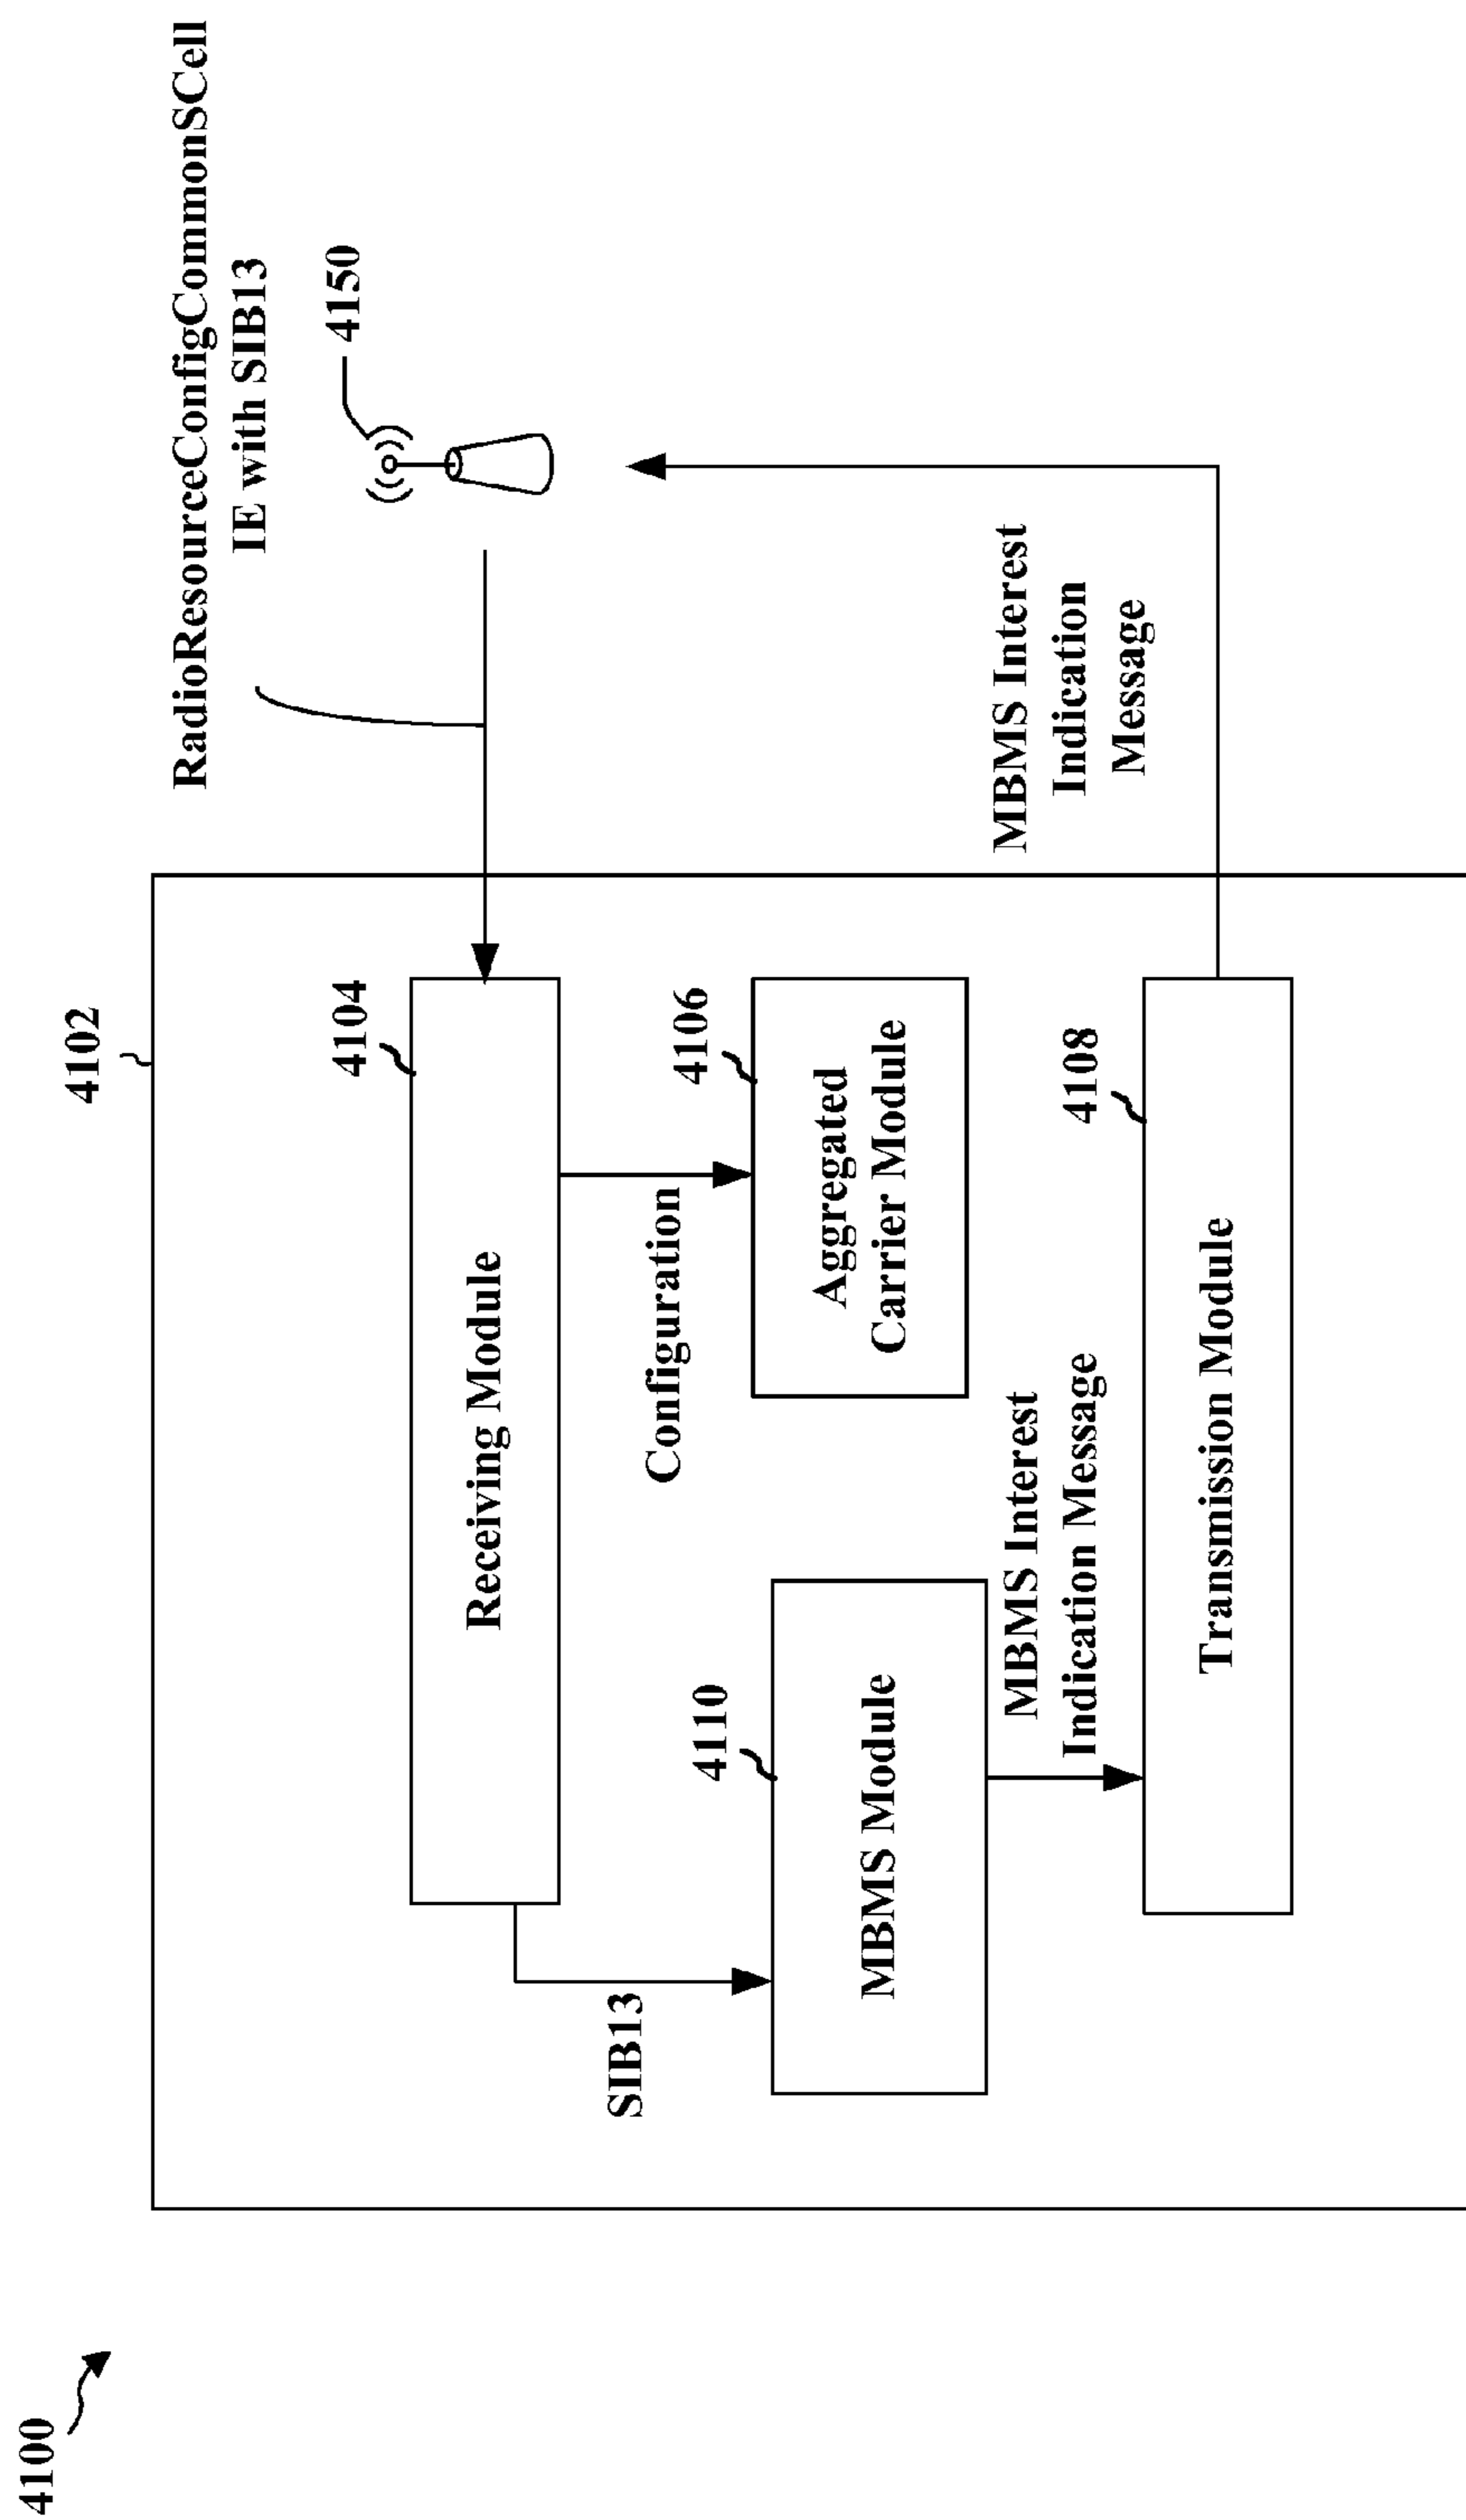 4100
4102
RadioResourceConfigCommonSCell
IE with SIB13
4150
4104
Receiving Module
SIB13
Configuration
4110
4106
MBMS Module
Aggregated
Carrier Module
MBMS Interest
Indication Message
MBMS Interest
Indication
Message
4108
Transmission Module